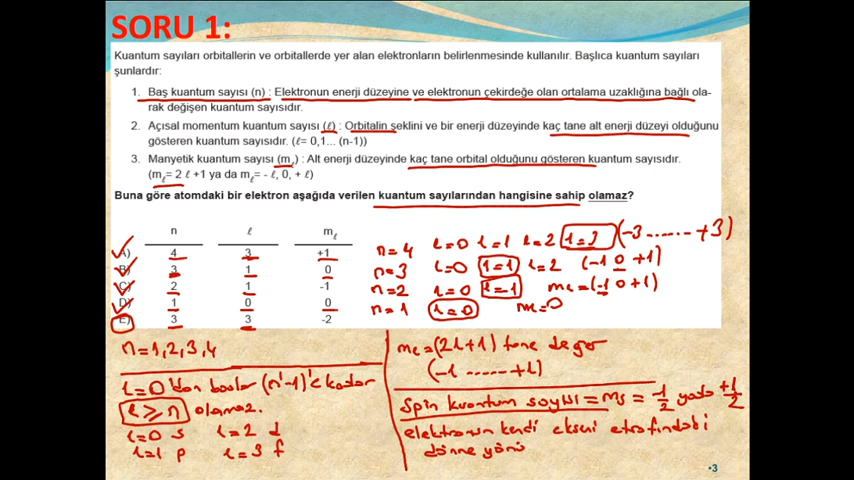 SORU 1:
Kuantum sayıları orbitallerin ve orbitallerde yer alan elektronların belirlenmesinde kullanılır. Başlıca kuantum sayıları
şunlardır:
1. Baş kuantum sayısı (n) : Elektronun enerji düzeyine ve elektronun çekirdeğe olan ortalama uzaklığına bağlı ola-
rak değişen kuantum sayısıdır.
2. Açısal momentum kuantum sayısı (ℓ) : Orbitalin şeklini ve bir enerji düzeyinde kaç tane alt enerji düzeyi olduğunu
gösteren kuantum sayısıdır. (ℓ= 0,1... (n-1))
3. Manyetik kuantum sayısı (mℓ) : Alt enerji düzeyinde kaç tane orbital olduğunu gösteren kuantum sayısıdır.
(mℓ= 2 ℓ +1 ya da mℓ= - ℓ, 0, + ℓ)
Buna göre atomdaki bir elektron aşağıda verilen kuantum sayılarından hangisine sahip olamaz?
n ℓ mℓ
A) 4 3 +1
B) 3 1 0
C) 2 1 -1
D) 1 0 0
E) 3 3 -2
n=4 l=0 l=1 l=2 l=3 (-3.......+3)
n=3 l=0 l=1 l=2 (-1 0 +1)
n=2 l=0 l=1 ml=(-1 0 +1)
n=1 l=0 ml=0
n=1,2,3,4
l=0'dan başlar (n-1)'e kadar
l≥n olamaz.
l=0 s l=2 d
l=1 p l=3 f
ml=(2l+1) tane değer
(-l ...... +l)
Spin kuantum sayısı = ms = -1/2 yada +1/2
elektronun kendi ekseni etrafındaki
dönme yönü
•3